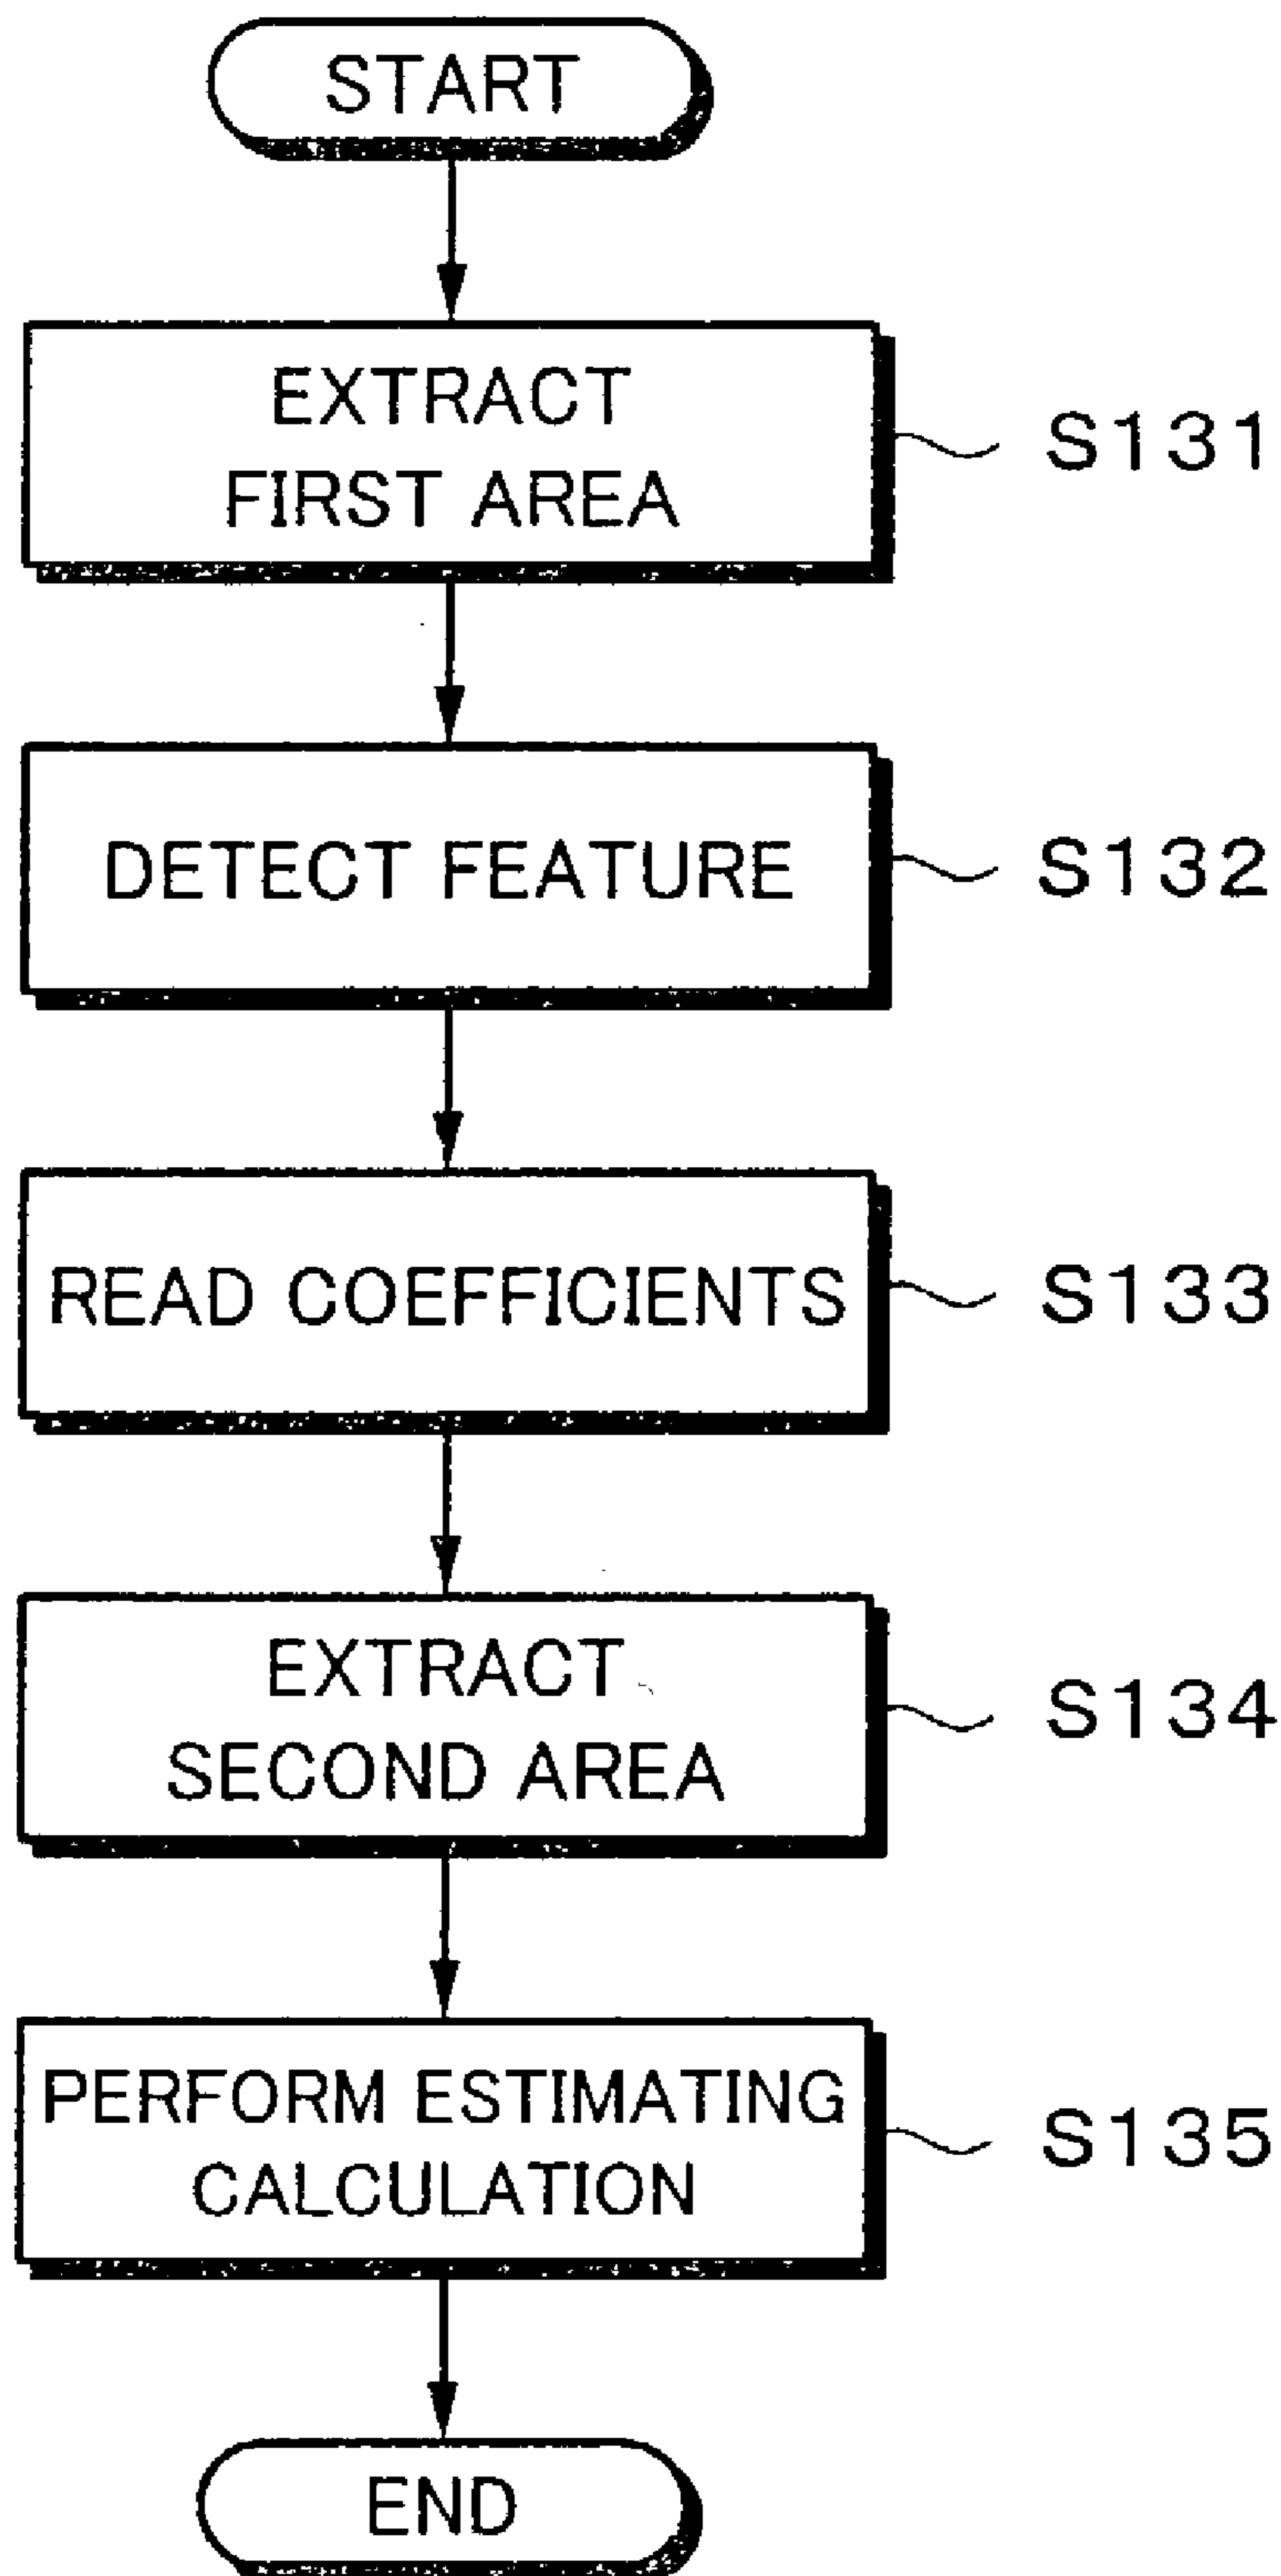 START
EXTRACT
FIRST AREA
S131
DETECT FEATURE
S132
READ COEFFICIENTS
S133
EXTRACT
SECOND AREA
S134
PERFORM ESTIMATING
CALCULATION
S135
END